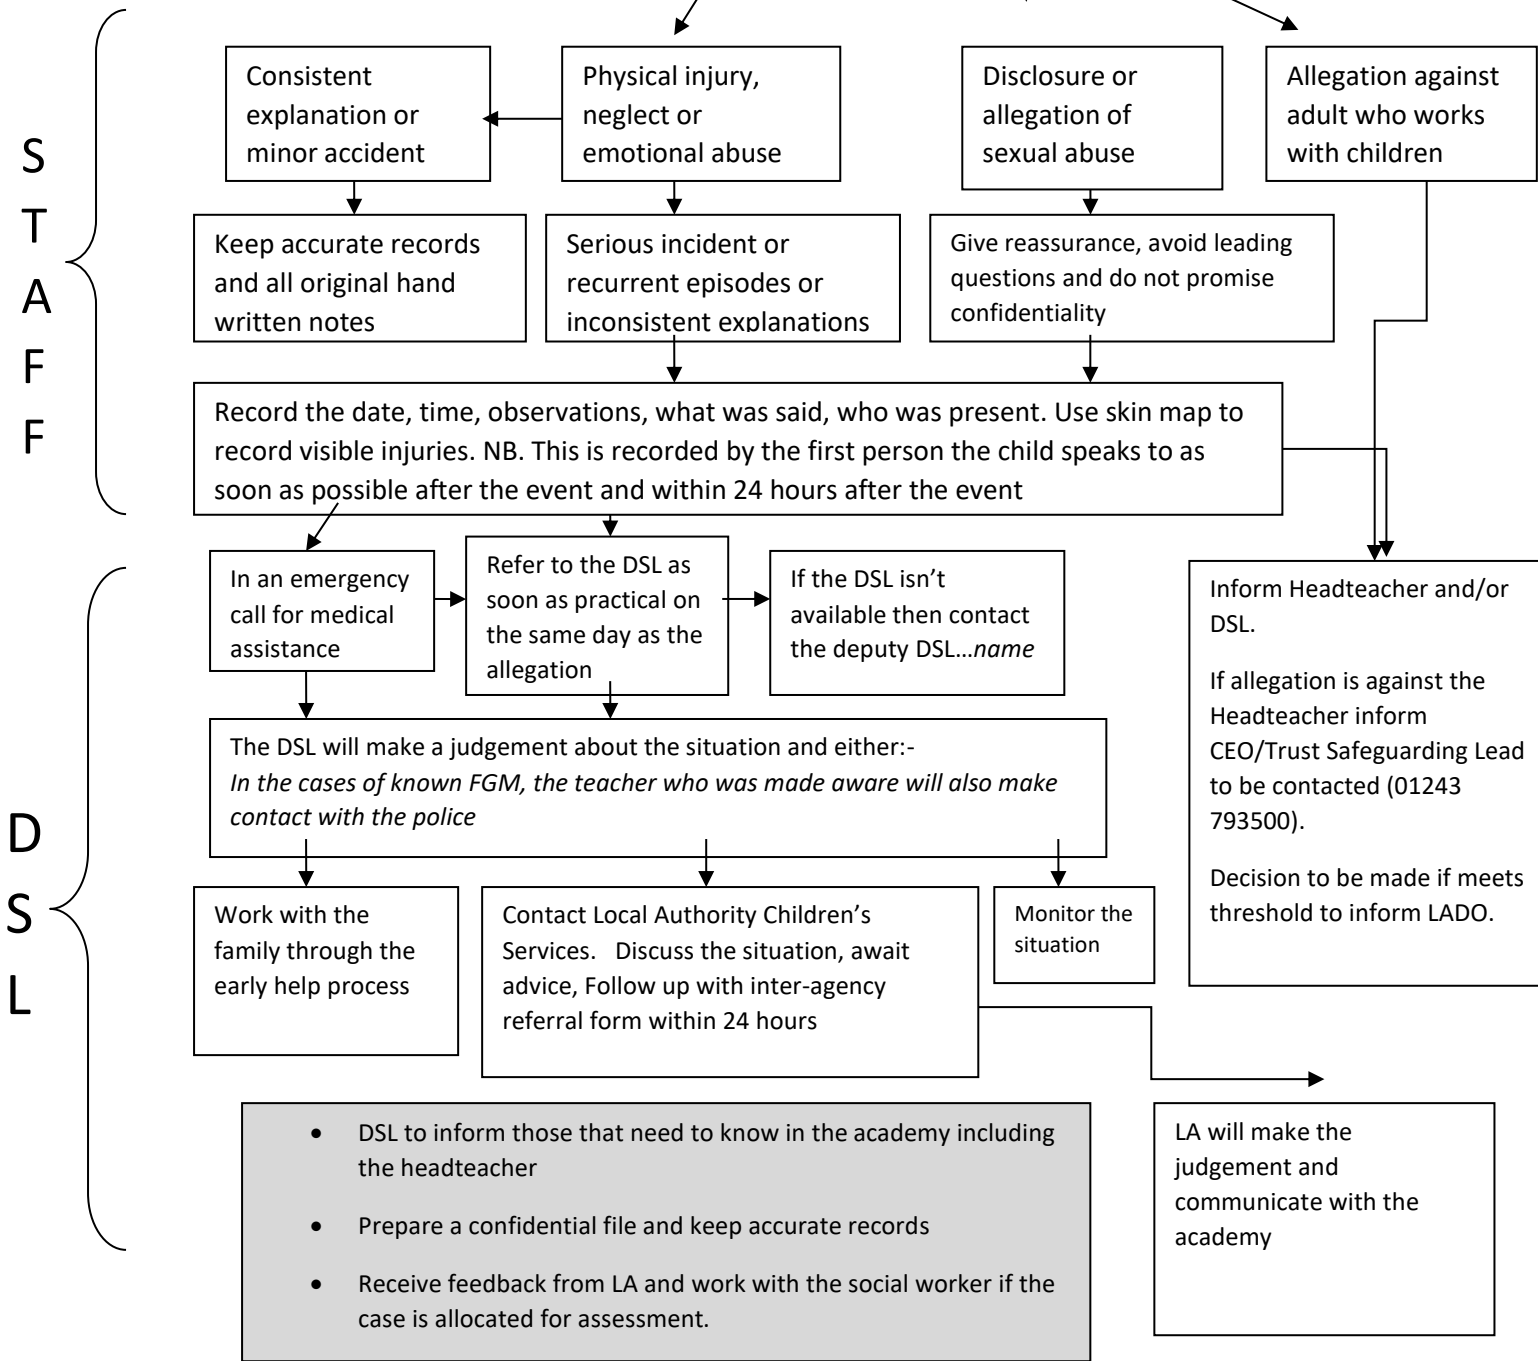 S
T
A
F
F
Consistent
explanation or
minor accident
Physical injury,
neglect or
emotional abuse
Disclosure or
allegation of
sexual abuse
Allegation against
adult who works
with children
Keep accurate records
and all original hand
written notes
Serious incident or
recurrent episodes or
inconsistent explanations
Give reassurance, avoid leading
questions and do not promise
confidentiality
Record the date, time, observations, what was said, who was present. Use skin map to
record visible injuries. NB. This is recorded by the first person the child speaks to as
soon as possible after the event and within 24 hours after the event
D
S
L
In an emergency
call for medical
assistance
Refer to the DSL as
soon as practical on
the same day as the
allegation
If the DSL isn’t
available then contact
the deputy DSL…name
Inform Headteacher and/or
DSL.
If allegation is against the
Headteacher inform
CEO/Trust Safeguarding Lead
to be contacted (01243
793500).
Decision to be made if meets
threshold to inform LADO.
The DSL will make a judgement about the situation and either:-
In the cases of known FGM, the teacher who was made aware will also make
contact with the police
Work with the
family through the
early help process
Contact Local Authority Children’s
Services.   Discuss the situation, await
advice, Follow up with inter-agency
referral form within 24 hours
Monitor the
situation
• DSL to inform those that need to know in the academy including
the headteacher
• Prepare a confidential file and keep accurate records
• Receive feedback from LA and work with the social worker if the
case is allocated for assessment.
LA will make the
judgement and
communicate with the
academy